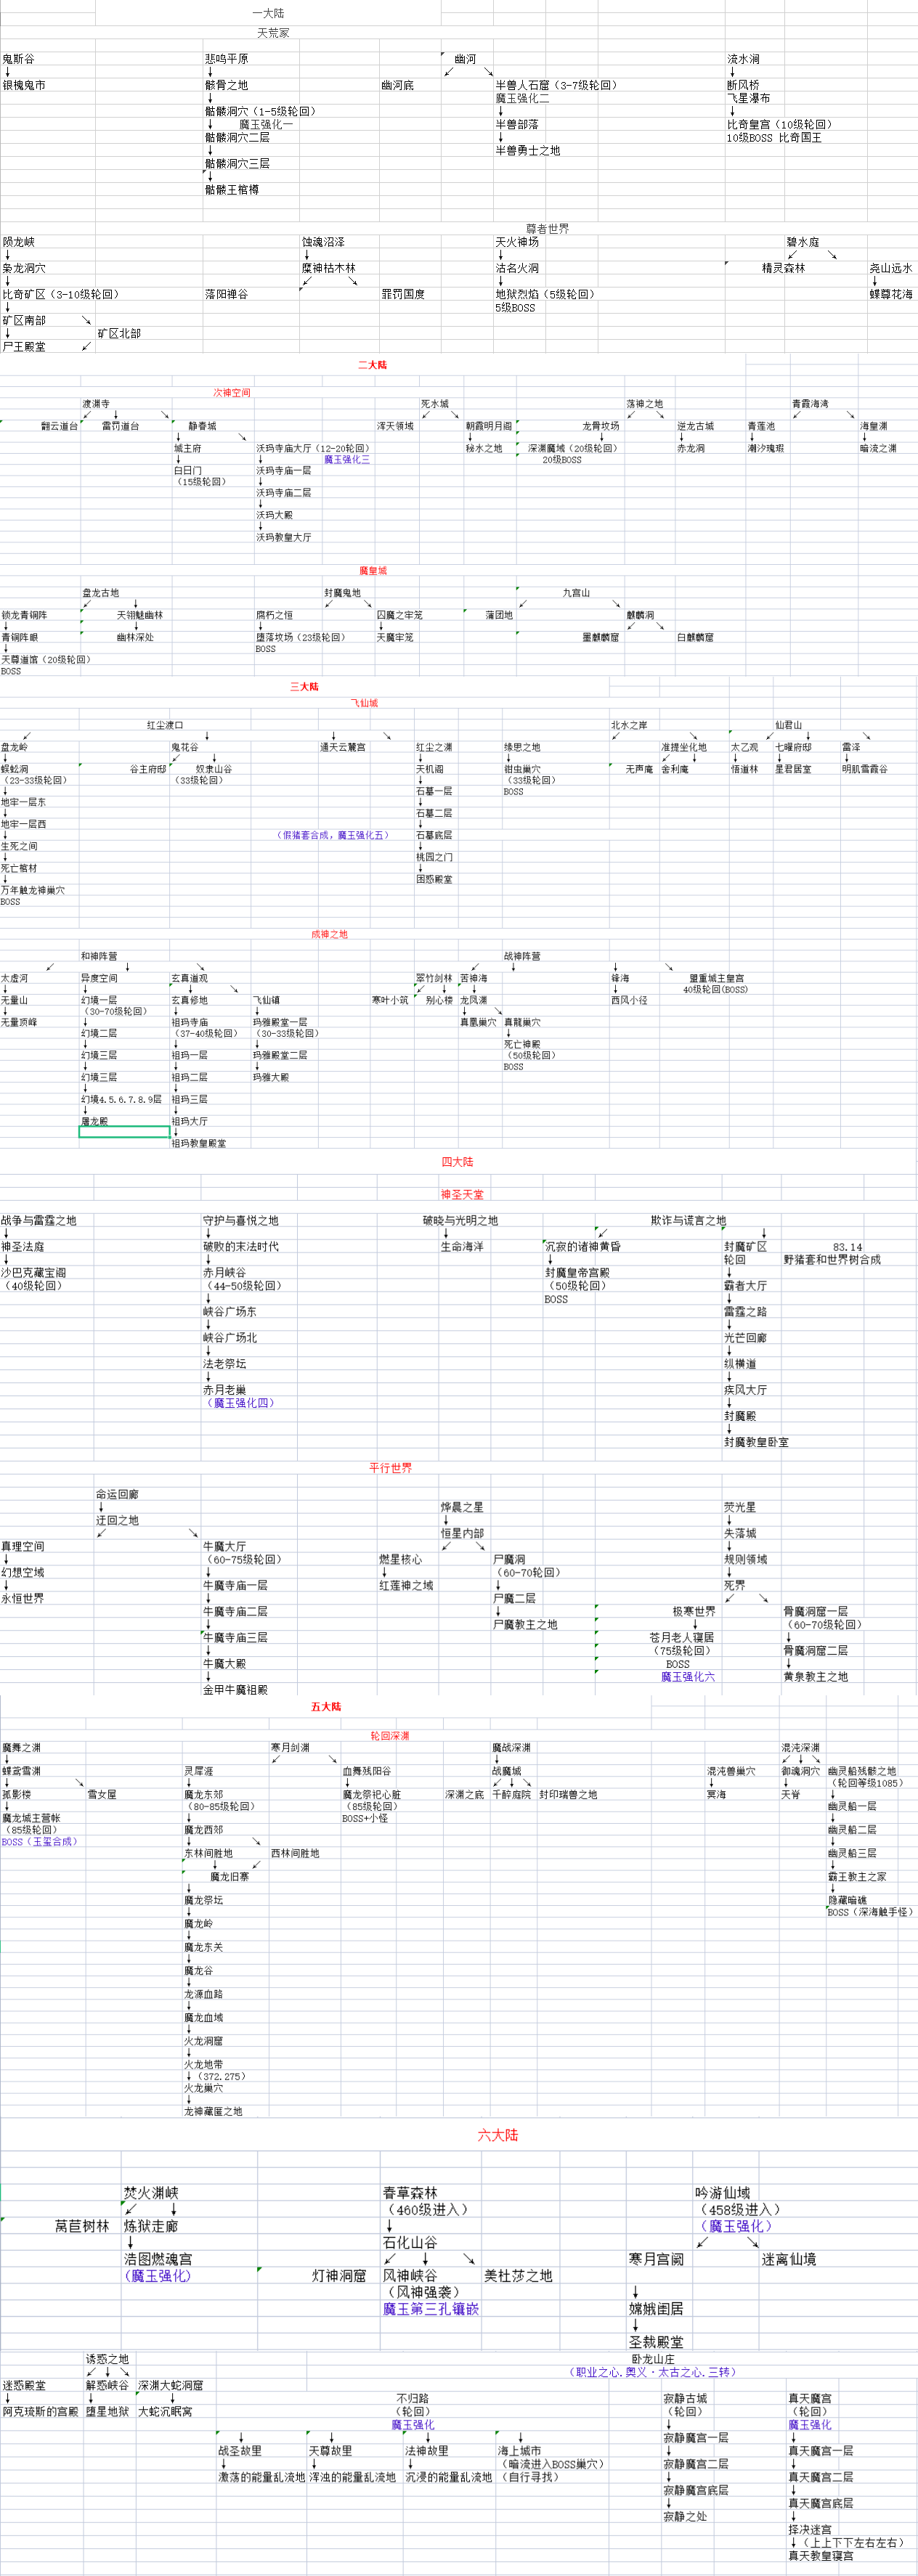 一大陆
天荒冢
鬼斯谷 悲鸣平原 幽河 流水涧
↓ ↓ ↙ ↘ ↓
银槐鬼市 骸骨之地 幽河底 半兽人石窟（3-7级轮回） 断风桥
↓ 魔玉强化二 飞星瀑布
骷髅洞穴（1-5级轮回） ↓ ↓
↓ 魔玉强化一 半兽部落 比奇皇宫（10级轮回）
骷髅洞穴二层 ↓ 10级BOSS 比奇国王
↓ 半兽勇士之地
骷髅洞穴三层
↓
骷髅王棺樽
尊者世界
陨龙峡 蚀魂沼泽 天火神场 碧水庭
↓ ↓ ↓ ↙ ↘
枭龙洞穴 糜神枯木林 沽名火洞 精灵森林 尧山远水
↓ ↙ ↘ ↓ ↓
比奇矿区（3-10级轮回） 落阳禅谷 罪罚国度 地狱烈焰（5级轮回） 蝶尊花海
↓ 5级BOSS
矿区南部 ↘
↓ 矿区北部
尸王殿堂 ↙
二大陆
次神空间
渡渊寺 死水城 荡神之地 青霞海湾
↙ ↓ ↘ ↙ ↘ ↙ ↘ ↙ ↘
翻云道台 雷罚道台 静春城 浑天领域 朝霞明月阁 龙骨坟场 逆龙古城 青莲池 海皇渊
↓ ↘ ↓ ↓ ↓ ↓ ↓
城主府 沃玛寺庙大厅（12-20轮回） 秘水之地 深渊魔域（20级轮回） 赤龙洞 潮汐瑰瑕 暗流之渊
↓ ↓ 魔玉强化三 20级BOSS
白日门 沃玛寺庙一层
（15级轮回） ↓
沃玛寺庙二层
↓
沃玛大殿
↓
沃玛教皇大厅
魔皇城
盘龙古地 封魔鬼地 九宫山
↙ ↓ ↙ ↘ ↙ ↘
锁龙青铜阵 天翎魅幽林 腐朽之恒 囚魔之牢笼 蒲团地 麒麟洞
↓ ↓ ↓ ↓ ↙ ↘
青铜阵眼 幽林深处 堕落坟场（23级轮回） 天魔牢笼 墨麒麟窟 白麒麟窟
↓ BOSS
天尊道馆（20级轮回）
BOSS
三大陆
飞仙域
红尘渡口 北水之岸 仙君山
↙ ↓ ↓ ↘ ↙ ↘ ↙ ↓ ↘
盘龙岭 鬼花谷 通天云麓宫 红尘之渊 缘思之地 准提坐化地 太乙观 七曜府邸 雷泽
↓ ↙ ↘ ↓ ↓ ↙ ↘ ↓ ↓ ↓
蜈蚣洞 谷主府邸 奴隶山谷 天机阁 钳虫巢穴 无声庵 舍利庵 悟道林 星君居室 明肌雪霞谷
（23-33级轮回） （33级轮回） ↓ （33级轮回）
↓ 石墓一层 BOSS
地牢一层东 ↓
↓ 石墓二层
地牢一层西 ↓
↓ （假猪套合成，魔玉强化五） 石墓底层
生死之间 ↓
↓ 桃园之门
死亡棺材 ↓
↓ 困惑殿堂
万年触龙神巢穴
BOSS
成神之地
和神阵营 战神阵营
↙ ↓ ↘ ↙ ↓ ↓ ↘
太虚河 异度空间 玄真道观 翠竹剑林 苦神海 锋海 盟重城主皇宫
↓ ↓ ↓ ↘ ↙ ↓ ↓ ↓ 40级轮回(BOSS)
无量山 幻境一层 玄真修地 飞仙镇 寒叶小筑 别心楼 龙凤渊 西风小径
↓ （30-70级轮回） ↓ ↓ ↓ ↘
无量顶峰 ↓ 祖玛寺庙 玛雅殿堂一层 真凰巢穴 真龍巢穴
幻境二层 （37-40级轮回） （30-33级轮回） ↓
↓ ↓ ↓ 死亡神殿
幻境三层 祖玛一层 玛雅殿堂二层 （50级轮回）
↓ ↓ ↓ BOSS
幻境三层 祖玛二层 玛雅大殿
↓ ↓
幻境4.5.6.7.8.9层 祖玛三层
↓ ↓
屠龙殿 祖玛大厅
↓
祖玛教皇殿堂
四大陆
神圣天堂
战争与雷霆之地 守护与喜悦之地 破晓与光明之地 欺诈与谎言之地
↓ ↓ ↓ ↙ ↓
神圣法庭 破败的末法时代 生命海洋 沉寂的诸神黄昏 封魔矿区 83.14
↓ ↓ ↓ 轮回 野猪套和世界树合成
沙巴克藏宝阁 赤月峡谷 封魔皇帝宫殿 ↓
（40级轮回） （44-50级轮回） （50级轮回） 霸者大厅
↓ BOSS ↓
峡谷广场东 雷霆之路
↓ ↓
峡谷广场北 光芒回廊
↓ ↓
法老祭坛 纵横道
↓ ↓
赤月老巢 疾风大厅
（魔玉强化四） ↓
封魔殿
↓
封魔教皇卧室
平行世界
命运回廊
↓ 烨晨之星 荧光星
迂回之地 ↓ ↓
↙ ↘ 恒星内部 失落城
真理空间 牛魔大厅 ↙ ↘ ↓
↓ （60-75级轮回） 燃星核心 尸魔洞 规则领域
幻想空域 ↓ ↓ （60-70轮回） ↓
↓ 牛魔寺庙一层 红莲神之域 ↓ 死界
永恒世界 ↓ 尸魔二层 ↙ ↘
牛魔寺庙二层 ↓ 极寒世界 骨魔洞窟一层
↓ 尸魔教主之地 ↓ （60-70级轮回）
牛魔寺庙三层 苍月老人寝居 ↓
↓ （75级轮回） 骨魔洞窟二层
牛魔大殿 BOSS ↓
↓ 魔玉强化六 黄泉教主之地
金甲牛魔祖殿
五大陆
轮回深渊
魔舞之渊 寒月剑渊 魔战深渊 混沌深渊
↓ ↙ ↘ ↓ ↙ ↓ ↘
蝶鸢雪渊 灵犀涯 血舞残阳谷 战魔城 混沌兽巢穴 御魂洞穴 幽灵船残骸之地
↓ ↘ ↓ ↓ ↙ ↓ ↘ ↓ ↓ （轮回等级1085）
孤影楼 雪女屋 魔龙东郊 魔龙祭祀心脏 深渊之底 千醉庭院 封印瑞兽之地 冥海 天脊 ↓
↓ （80-85级轮回） （85级轮回） 幽灵船一层
魔龙城主营帐 ↓ BOSS+小怪 ↓
（85级轮回） 魔龙西郊 幽灵船二层
BOSS（玉玺合成） ↓ ↘ ↓
东林间胜地 西林间胜地 幽灵船三层
↓ ↙ ↓
魔龙旧寨 霸王教主之家
↓ ↓
魔龙祭坛 隐藏暗礁
↓ BOSS（深海触手怪）
魔龙岭
↓
魔龙东关
↓
魔龙谷
↓
龙源血路
↓
魔龙血域
↓
火龙洞窟
↓
火龙地带
↓（372.275）
火龙巢穴
↓
龙神藏匿之地
六大陆
焚火渊峡 春草森林 吟游仙域
↙ ↓ （460级进入） （458级进入）
莴苣树林 炼狱走廊 ↓ （魔玉强化）
↓ 石化山谷 ↙ ↘
浩图燃魂宫 ↙ ↓ ↘ 寒月宫阙 迷离仙境
(魔玉强化) 灯神洞窟 风神峡谷 美杜莎之地 ↓
（风神强袭） 嫦娥闺居
魔玉第三孔镶嵌 ↓
圣裁殿堂
诱惑之地 卧龙山庄
↙ ↓ ↘ （职业之心.奥义·太古之心.三转）
迷惑殿堂 解惑峡谷 深渊大蛇洞窟 不归路 寂静古城 真天魔宫
↓ ↓ ↓ （轮回） （轮回） （轮回）
阿克琉斯的宫殿 堕星地狱 大蛇沉眠窝 魔玉强化 ↓ 魔玉强化
↓ ↓ ↓ ↓ 寂静魔宫一层 ↓
战圣故里 天尊故里 法神故里 海上城市 ↓ 真天魔宫一层
↓ ↓ ↓ （暗流进入BOSS巢穴） 寂静魔宫二层 ↓
激荡的能量乱流地 浑浊的能量乱流地 沉浸的能量乱流地 （自行寻找） ↓ 真天魔宫二层
寂静魔宫底层 ↓
↓ 真天魔宫底层
寂静之处 ↓
择决迷宫
↓（上上下下左右左右）
真天教皇寝宫